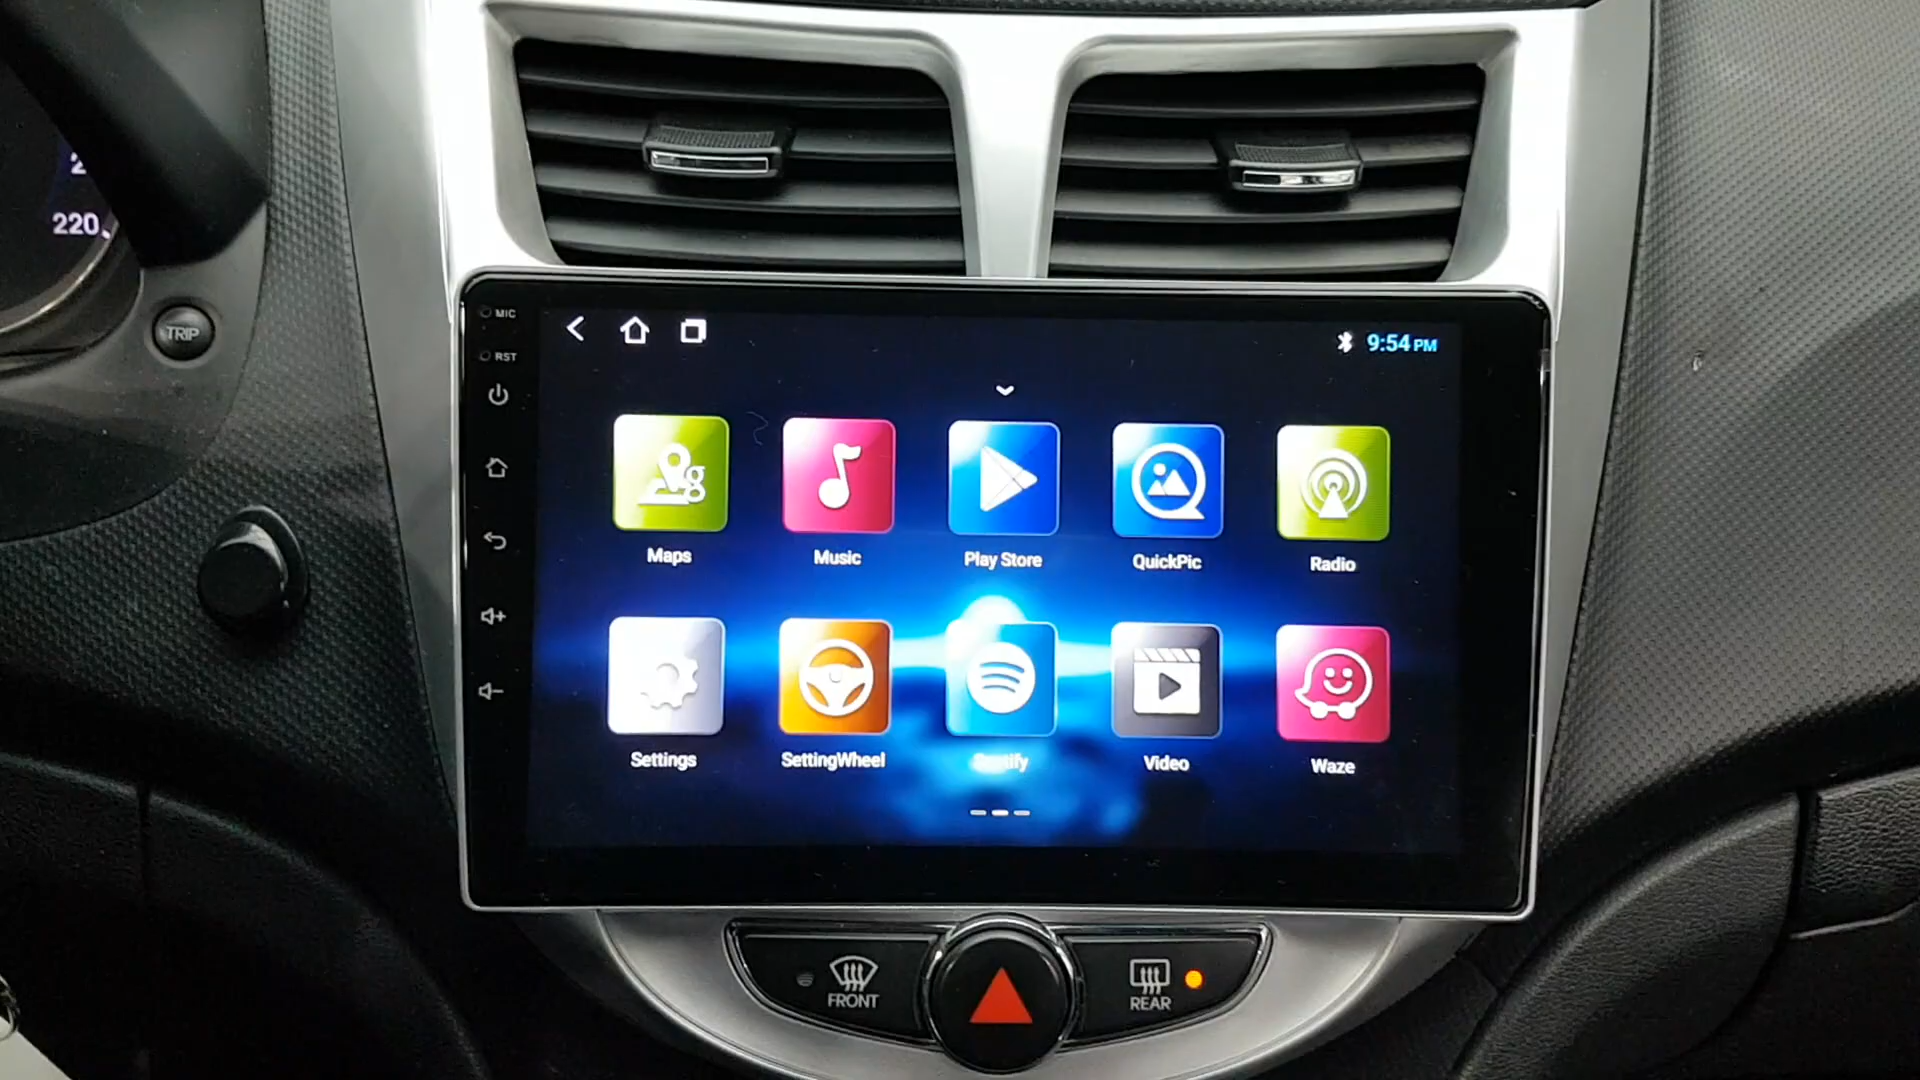 220
TRIP
MIC
RST
9:54 PM
Maps
Music
Play Store
QuickPic
Radio
Settings
SettingWheel
Spotify
Video
Waze
FRONT
REAR